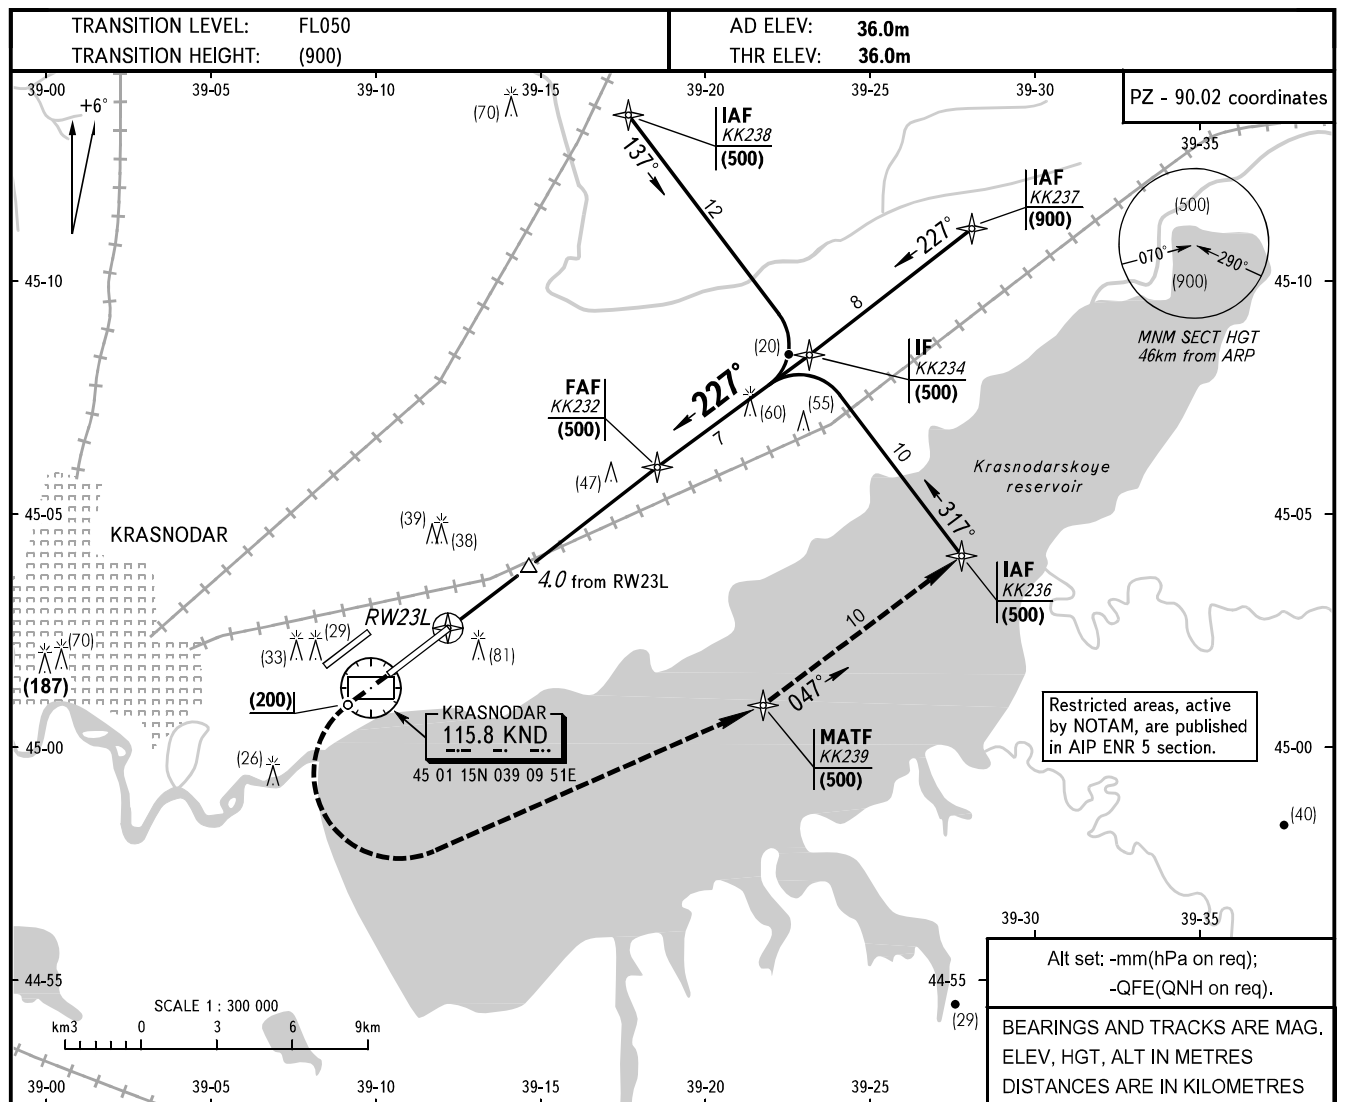 TRANSITION LEVEL: FL050
TRANSITION HEIGHT: (900)
AD ELEV: 36.0m
THR ELEV: 36.0m
39-00 39-05 39-10 39-15 39-20 39-25 39-30
PZ - 90.02 coordinates
39-35
+6°
(70)
IAF
KK238
(500)
137°
12
IAF
KK237
(900)
227°
8
(500)
070° 290°
(900)
MNM SECT HGT
46km from ARP
45-10 45-10
(20)
IF
KK234
(500)
227°
7
FAF
KK232
(500)
(60)
(55)
(47)
10
317°
Krasnodarskoye
reservoir
45-05 45-05
KRASNODAR
(39)
(38)
4.0 from RW23L
IAF
KK236
(500)
RW23L
(29)
(33)
(81)
(70)
(187)
(200)
10
047°
KRASNODAR
115.8 KND
45 01 15N 039 09 51E
MATF
KK239
(500)
Restricted areas, active
by NOTAM, are published
in AIP ENR 5 section.
45-00 45-00
(26)
(40)
39-30 39-35
44-55 44-55
(29)
Alt set: -mm(hPa on req);
-QFE(QNH on req).
SCALE 1 : 300 000
km3 0 3 6 9km
BEARINGS AND TRACKS ARE MAG.
ELEV, HGT, ALT IN METRES
DISTANCES ARE IN KILOMETRES
39-00 39-05 39-10 39-15 39-20 39-25